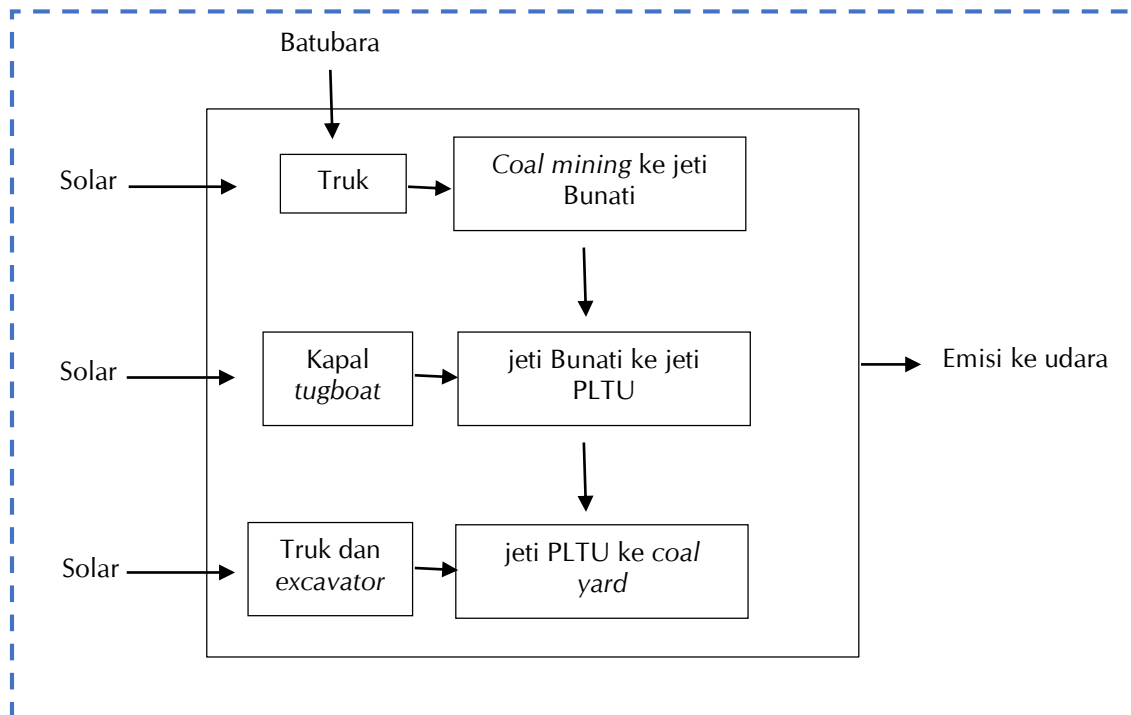 Batubara
Solar
Truk
Coal mining ke jeti
Bunati
Solar
Kapal
tugboat
jeti Bunati ke jeti
PLTU
Emisi ke udara
Solar
Truk dan
excavator
jeti PLTU ke coal
yard